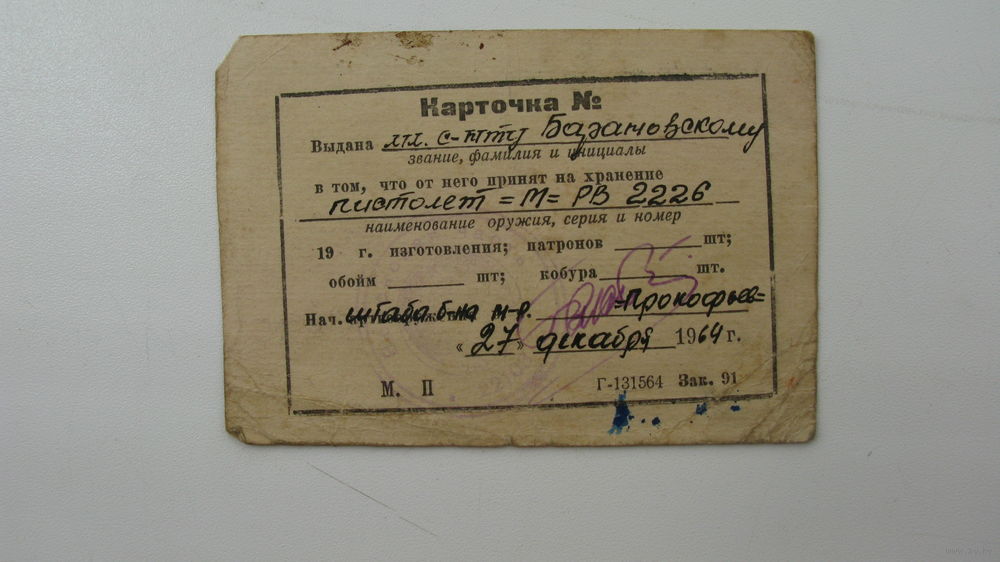 Карточка №
Выдана мл. с-нту Барановскому
звание, фамилия и инициалы
в том, что от него принят на хранение
пистолет =М= РВ 2226
наименование оружия, серия и номер
19 г. изготовления; патронов шт;
обойм шт; кобура шт.
Нач. штаба б-на м-р. =Прокофьев=
«27» декабря 1964 г.
М. П Г-131564 Зак. 91